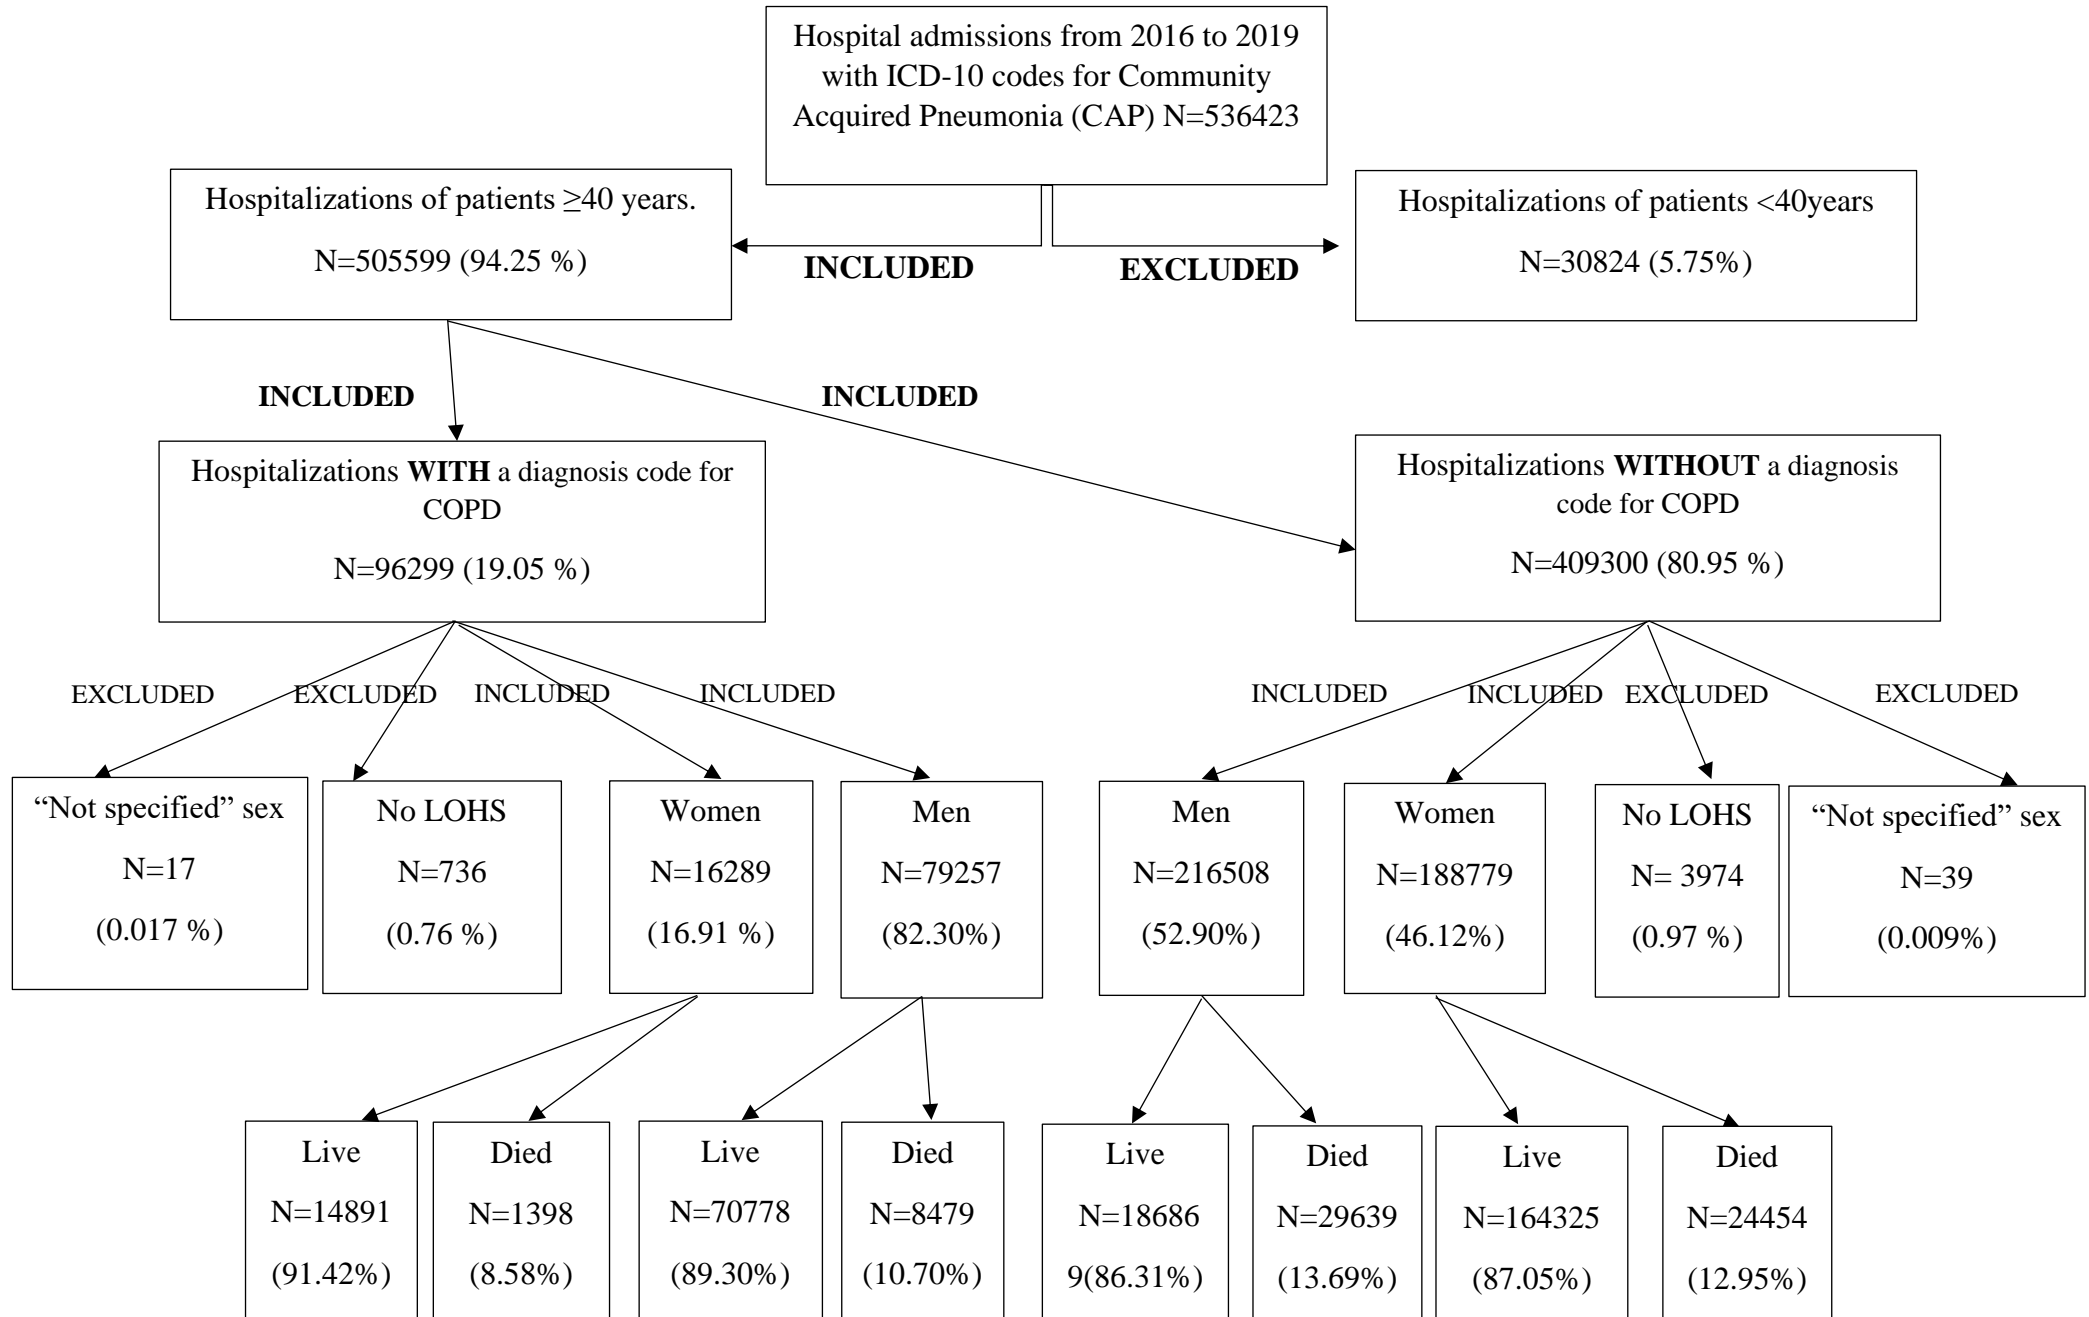 Hospital admissions from 2016 to 2019
with ICD-10 codes for Community
Acquired Pneumonia (CAP) N=536423
Hospitalizations of patients ≥40 years.
N=505599 (94.25 %)
Hospitalizations of patients <40years
N=30824 (5.75%)
INCLUDED
EXCLUDED
INCLUDED
INCLUDED
Hospitalizations WITH a diagnosis code for
COPD
N=96299 (19.05 %)
Hospitalizations WITHOUT a diagnosis
code for COPD
N=409300 (80.95 %)
EXCLUDED
EXCLUDED
INCLUDED
INCLUDED
INCLUDED
INCLUDED
EXCLUDED
EXCLUDED
“Not specified” sex
N=17
(0.017 %)
No LOHS
N=736
(0.76 %)
Women
N=16289
(16.91 %)
Men
N=79257
(82.30%)
Men
N=216508
(52.90%)
Women
N=188779
(46.12%)
No LOHS
N= 3974
(0.97 %)
“Not specified” sex
N=39
(0.009%)
Live
N=14891
(91.42%)
Died
N=1398
(8.58%)
Live
N=70778
(89.30%)
Died
N=8479
(10.70%)
Live
N=18686
9(86.31%)
Died
N=29639
(13.69%)
Live
N=164325
(87.05%)
Died
N=24454
(12.95%)